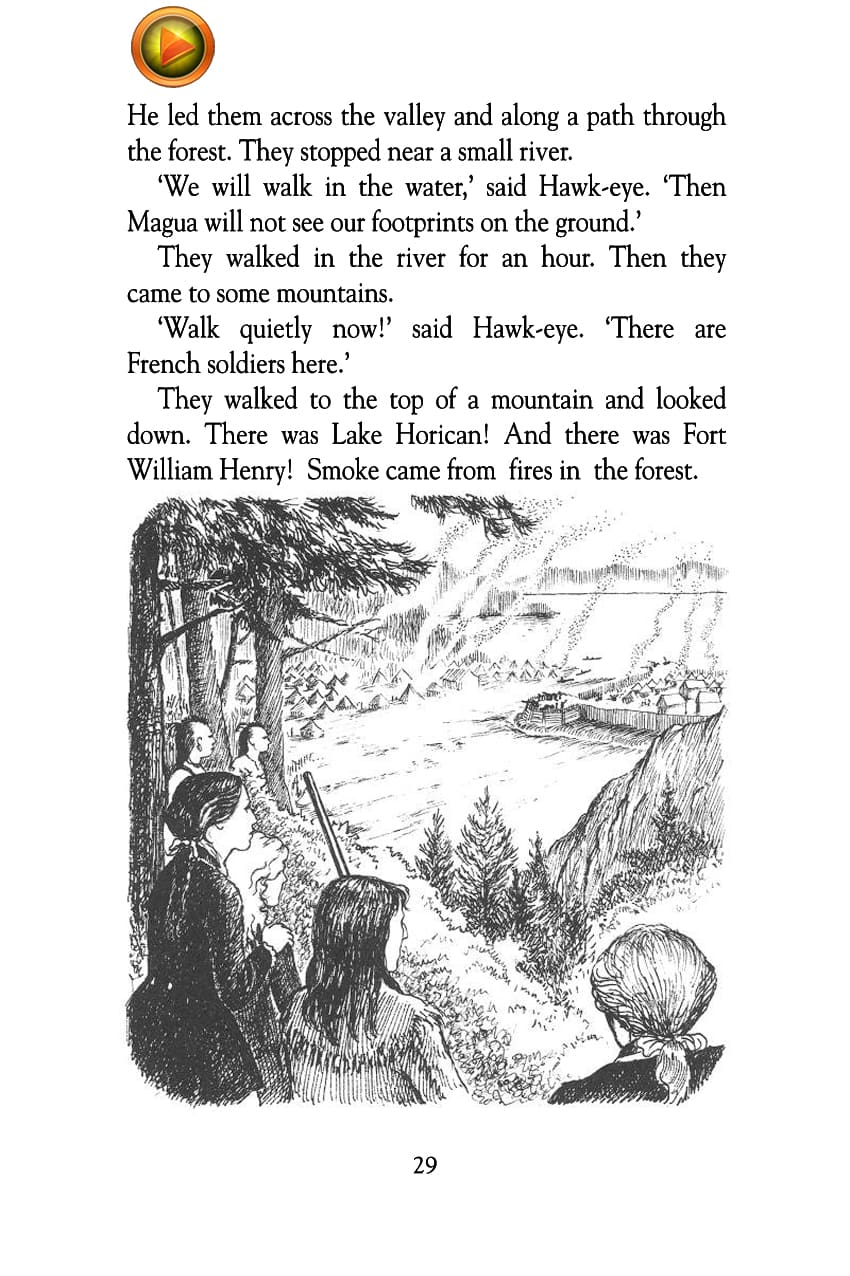 He led them across the valley and along a path through
the forest. They stopped near a small river.
‘We will walk in the water,’ said Hawk-eye. ‘Then
Magua will not see our footprints on the ground.’
They walked in the river for an hour. Then they
came to some mountains.
‘Walk quietly now!’ said Hawk-eye. ‘There are
French soldiers here.’
They walked to the top of a mountain and looked
down. There was Lake Horican! And there was Fort
William Henry! Smoke came from fires in the forest.
29